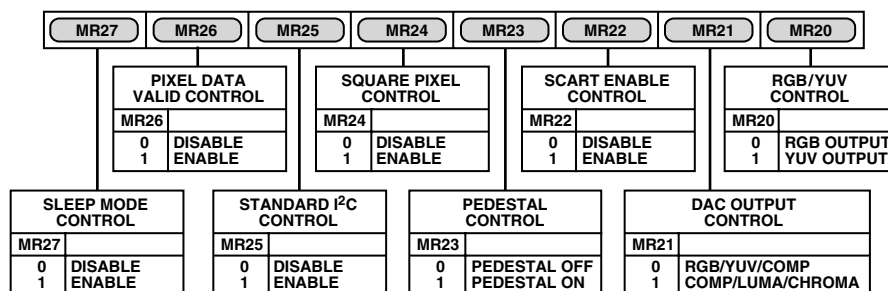 MR27 MR26 MR25 MR24 MR23 MR22 MR21 MR20
PIXEL DATA
VALID CONTROL
MR26
0 DISABLE
1 ENABLE
SQUARE PIXEL
CONTROL
MR24
0 DISABLE
1 ENABLE
SCART ENABLE
CONTROL
MR22
0 DISABLE
1 ENABLE
RGB/YUV
CONTROL
MR20
0 RGB OUTPUT
1 YUV OUTPUT
SLEEP MODE
CONTROL
MR27
0 DISABLE
1 ENABLE
STANDARD I²C
CONTROL
MR25
0 DISABLE
1 ENABLE
PEDESTAL
CONTROL
MR23
0 PEDESTAL OFF
1 PEDESTAL ON
DAC OUTPUT
CONTROL
MR21
0 RGB/YUV/COMP
1 COMP/LUMA/CHROMA